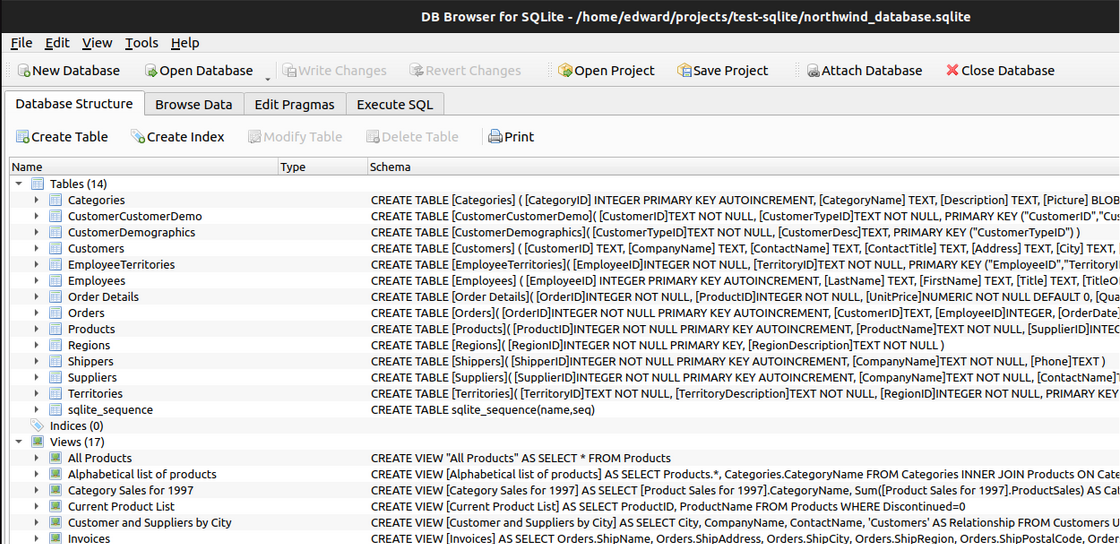 DB Browser for SQLite - /home/edward/projects/test-sqlite/northwind_database.sqlite
File Edit View Tools Help
New Database Open Database Write Changes Revert Changes Open Project Save Project Attach Database Close Database
Database Structure Browse Data Edit Pragmas Execute SQL
Create Table Create Index Modify Table Delete Table Print
Name Type Schema
Tables (14)
Categories CREATE TABLE [Categories] ( [CategoryID] INTEGER PRIMARY KEY AUTOINCREMENT, [CategoryName] TEXT, [Description] TEXT, [Picture] BLOB
CustomerCustomerDemo CREATE TABLE [CustomerCustomerDemo]( [CustomerID]TEXT NOT NULL, [CustomerTypeID]TEXT NOT NULL, PRIMARY KEY ("CustomerID","Cus
CustomerDemographics CREATE TABLE [CustomerDemographics]( [CustomerTypeID]TEXT NOT NULL, [CustomerDesc]TEXT, PRIMARY KEY ("CustomerTypeID") )
Customers CREATE TABLE [Customers] ( [CustomerID] TEXT, [CompanyName] TEXT, [ContactName] TEXT, [ContactTitle] TEXT, [Address] TEXT, [City] TEXT,
EmployeeTerritories CREATE TABLE [EmployeeTerritories]( [EmployeeID]INTEGER NOT NULL, [TerritoryID]TEXT NOT NULL, PRIMARY KEY ("EmployeeID","TerritoryI
Employees CREATE TABLE [Employees] ( [EmployeeID] INTEGER PRIMARY KEY AUTOINCREMENT, [LastName] TEXT, [FirstName] TEXT, [Title] TEXT, [TitleO
Order Details CREATE TABLE [Order Details]( [OrderID]INTEGER NOT NULL, [ProductID]INTEGER NOT NULL, [UnitPrice]NUMERIC NOT NULL DEFAULT 0, [Qua
Orders CREATE TABLE [Orders]( [OrderID]INTEGER NOT NULL PRIMARY KEY AUTOINCREMENT, [CustomerID]TEXT, [EmployeeID]INTEGER, [OrderDate]
Products CREATE TABLE [Products]( [ProductID]INTEGER NOT NULL PRIMARY KEY AUTOINCREMENT, [ProductName]TEXT NOT NULL, [SupplierID]INTEG
Regions CREATE TABLE [Regions]( [RegionID]INTEGER NOT NULL PRIMARY KEY, [RegionDescription]TEXT NOT NULL )
Shippers CREATE TABLE [Shippers]( [ShipperID]INTEGER NOT NULL PRIMARY KEY AUTOINCREMENT, [CompanyName]TEXT NOT NULL, [Phone]TEXT )
Suppliers CREATE TABLE [Suppliers]( [SupplierID]INTEGER NOT NULL PRIMARY KEY AUTOINCREMENT, [CompanyName]TEXT NOT NULL, [ContactName]T
Territories CREATE TABLE [Territories]( [TerritoryID]TEXT NOT NULL, [TerritoryDescription]TEXT NOT NULL, [RegionID]INTEGER NOT NULL, PRIMARY KEY
sqlite_sequence CREATE TABLE sqlite_sequence(name,seq)
Indices (0)
Views (17)
All Products CREATE VIEW "All Products" AS SELECT * FROM Products
Alphabetical list of products CREATE VIEW [Alphabetical list of products] AS SELECT Products.*, Categories.CategoryName FROM Categories INNER JOIN Products ON Cate
Category Sales for 1997 CREATE VIEW [Category Sales for 1997] AS SELECT [Product Sales for 1997].CategoryName, Sum([Product Sales for 1997].ProductSales) AS Ca
Current Product List CREATE VIEW [Current Product List] AS SELECT ProductID, ProductName FROM Products WHERE Discontinued=0
Customer and Suppliers by City CREATE VIEW [Customer and Suppliers by City] AS SELECT City, CompanyName, ContactName, 'Customers' AS Relationship FROM Customers U
Invoices CREATE VIEW [Invoices] AS SELECT Orders.ShipName, Orders.ShipAddress, Orders.ShipCity, Orders.ShipRegion, Orders.ShipPostalCode, Order